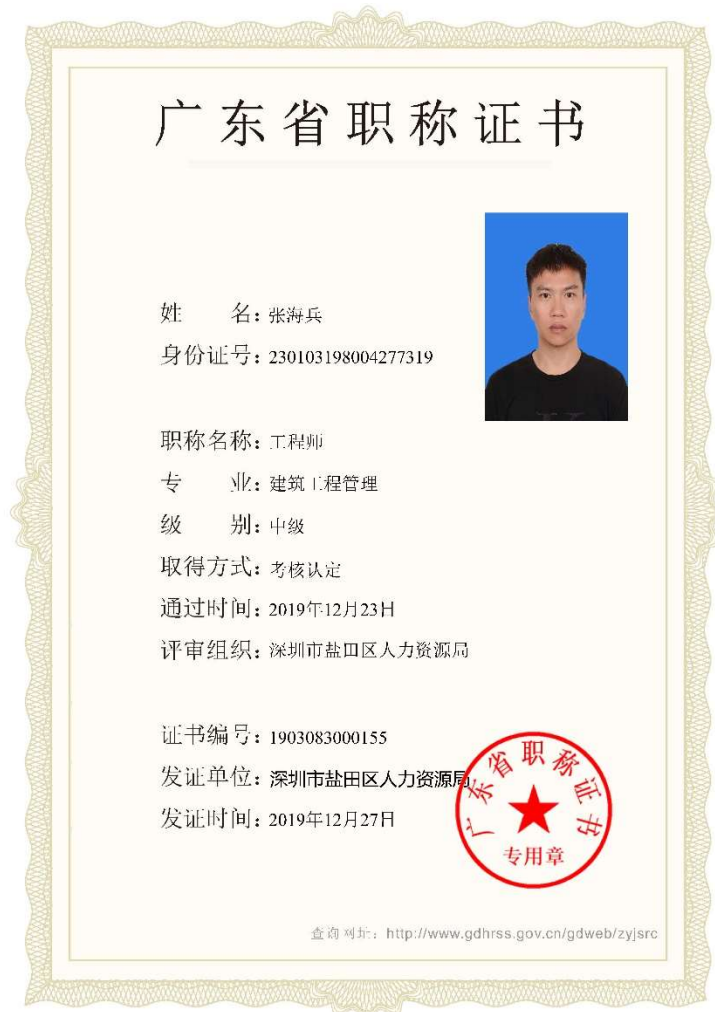 广东省职称证书
姓 名：张海兵
身份证号：230103198004277319
职称名称：工程师
专 业：建筑工程管理
级 别：中级
取得方式：考核认定
通过时间：2019年12月23日
评审组织：深圳市盐田区人力资源局
证书编号：1903083000155
发证单位：深圳市盐田区人力资源局
发证时间：2019年12月27日
广东省职称证书
专用章
查询网址：http://www.gdhrss.gov.cn/gdweb/zyjsrc